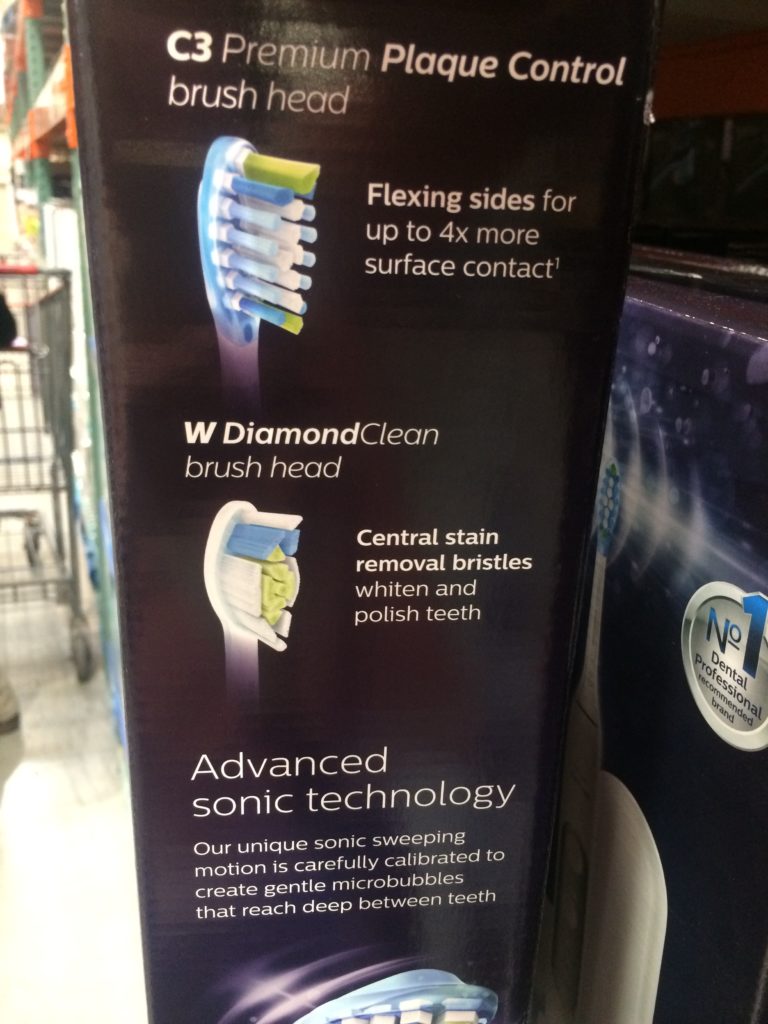 C3 Premium Plaque Control
brush head
Flexing sides for
up to 4x more
surface contact¹
W DiamondClean
brush head
Central stain
removal bristles
whiten and
polish teeth
Advanced
sonic technology
Our unique sonic sweeping
motion is carefully calibrated to
create gentle microbubbles
that reach deep between teeth
Nº1
Dental
Professional
recommended
brand